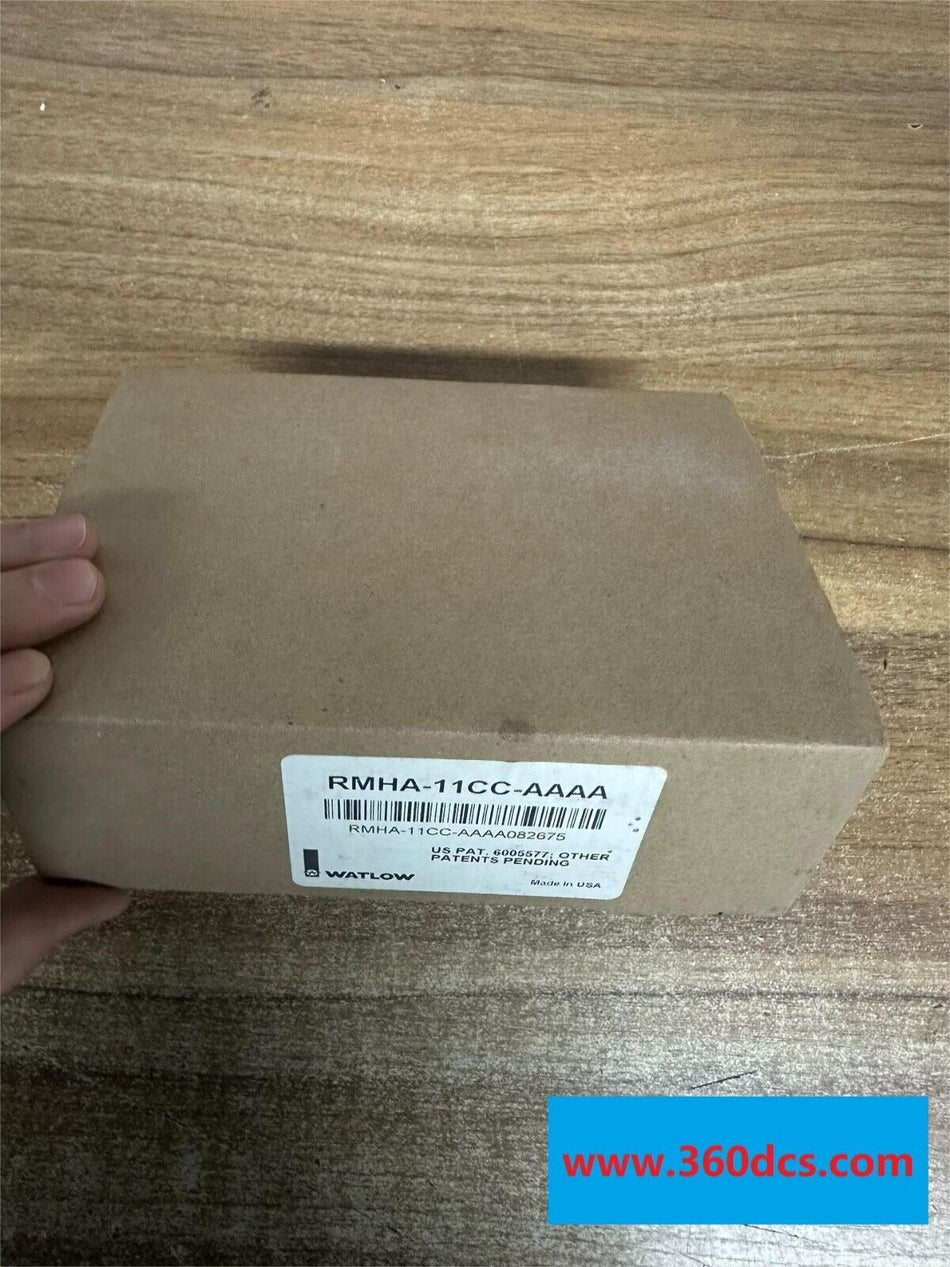 RMHA-11CC-AAAA
RMHA-11CC-AAAA082675
US PAT. 6005577; OTHER
PATENTS PENDING
WATLOW
Made in USA
www.360dcs.com